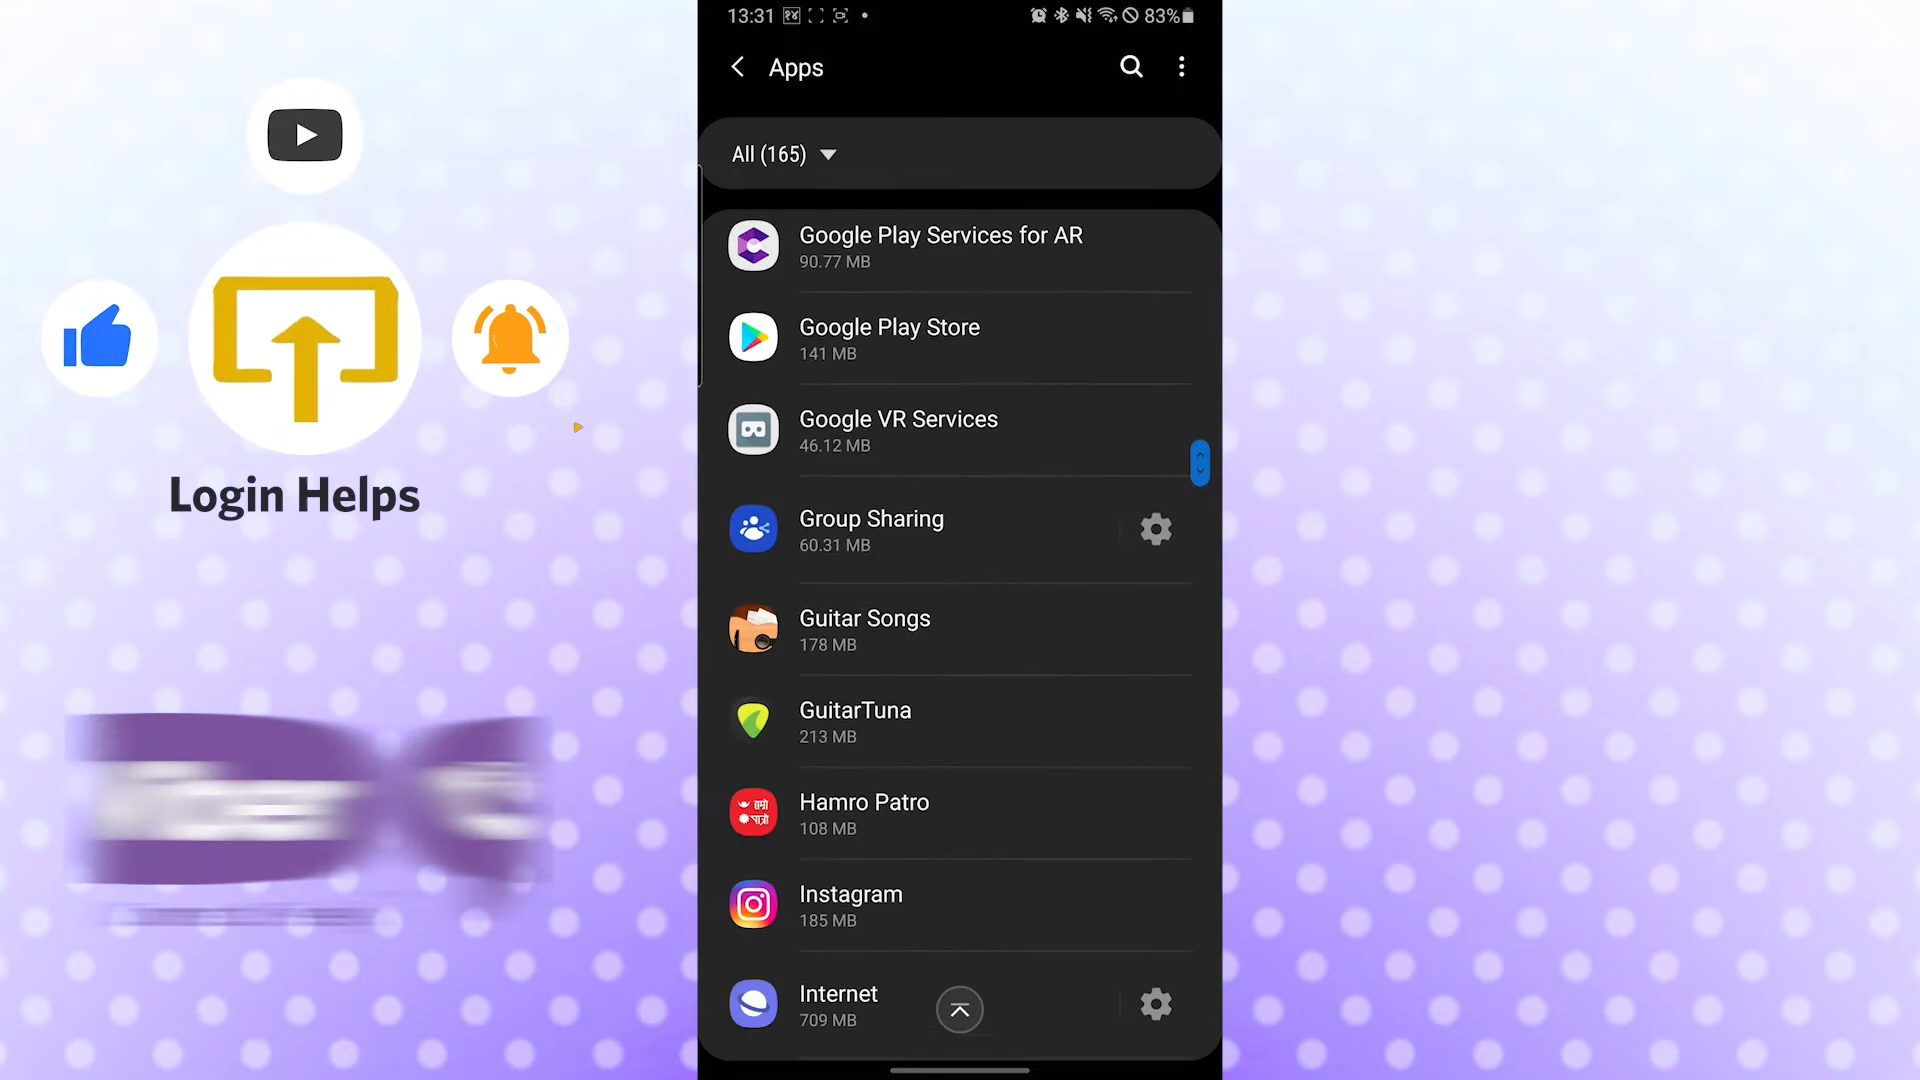 13:31
83%
Apps
All (165)
Google Play Services for AR
90.77 MB
Google Play Store
141 MB
Google VR Services
46.12 MB
Group Sharing
60.31 MB
Guitar Songs
178 MB
GuitarTuna
213 MB
हाम्रो
पात्रो
Hamro Patro
108 MB
Instagram
185 MB
Internet
709 MB
Login Helps